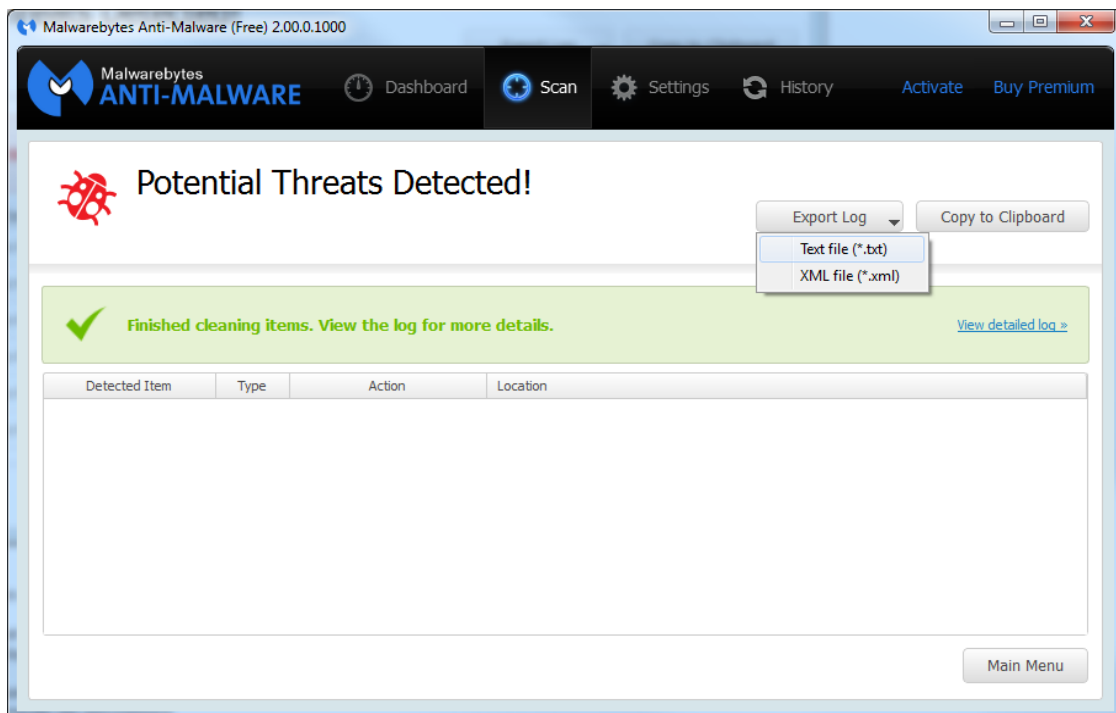 Malwarebytes Anti-Malware (Free) 2.00.0.1000
Malwarebytes
ANTI-MALWARE
Dashboard
Scan
Settings
History
Activate
Buy Premium
Potential Threats Detected!
Export Log
Copy to Clipboard
Text file (*.txt)
XML file (*.xml)
Finished cleaning items. View the log for more details.
View detailed log »
Detected Item
Type
Action
Location
Main Menu